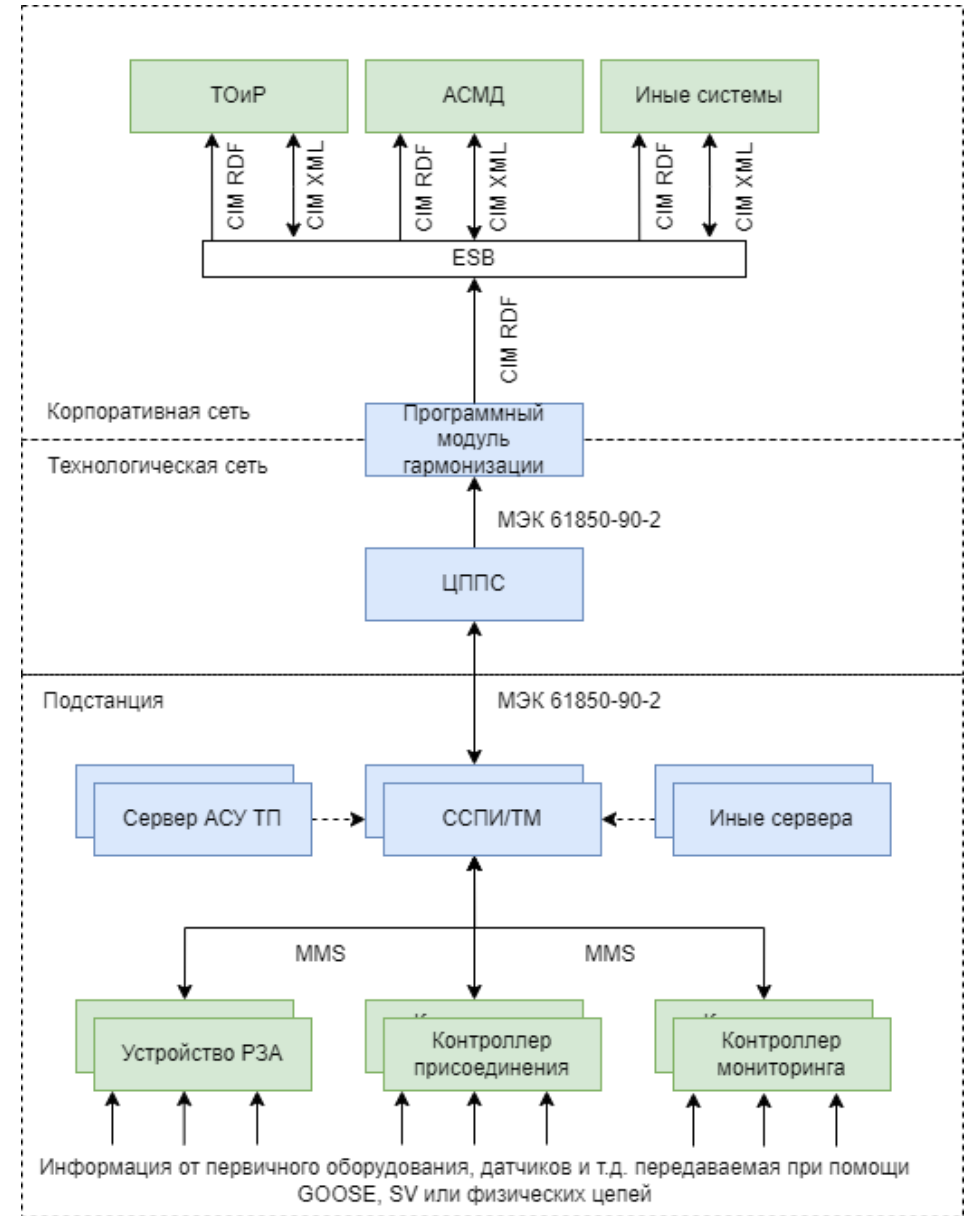 ТОиР
АСМД
Иные системы
CIM RDF
CIM XML
CIM RDF
CIM XML
CIM RDF
CIM XML
ESB
CIM RDF
Корпоративная сеть
Программный
модуль
гармонизации
Технологическая сеть
МЭК 61850-90-2
ЦППС
Подстанция
МЭК 61850-90-2
Сервер АСУ ТП
ССПИ/ТМ
Иные сервера
MMS
MMS
Устройство РЗА
Контроллер
присоединения
Контроллер
мониторинга
Информация от первичного оборудования, датчиков и т.д. передаваемая при помощи
GOOSE, SV или физических цепей